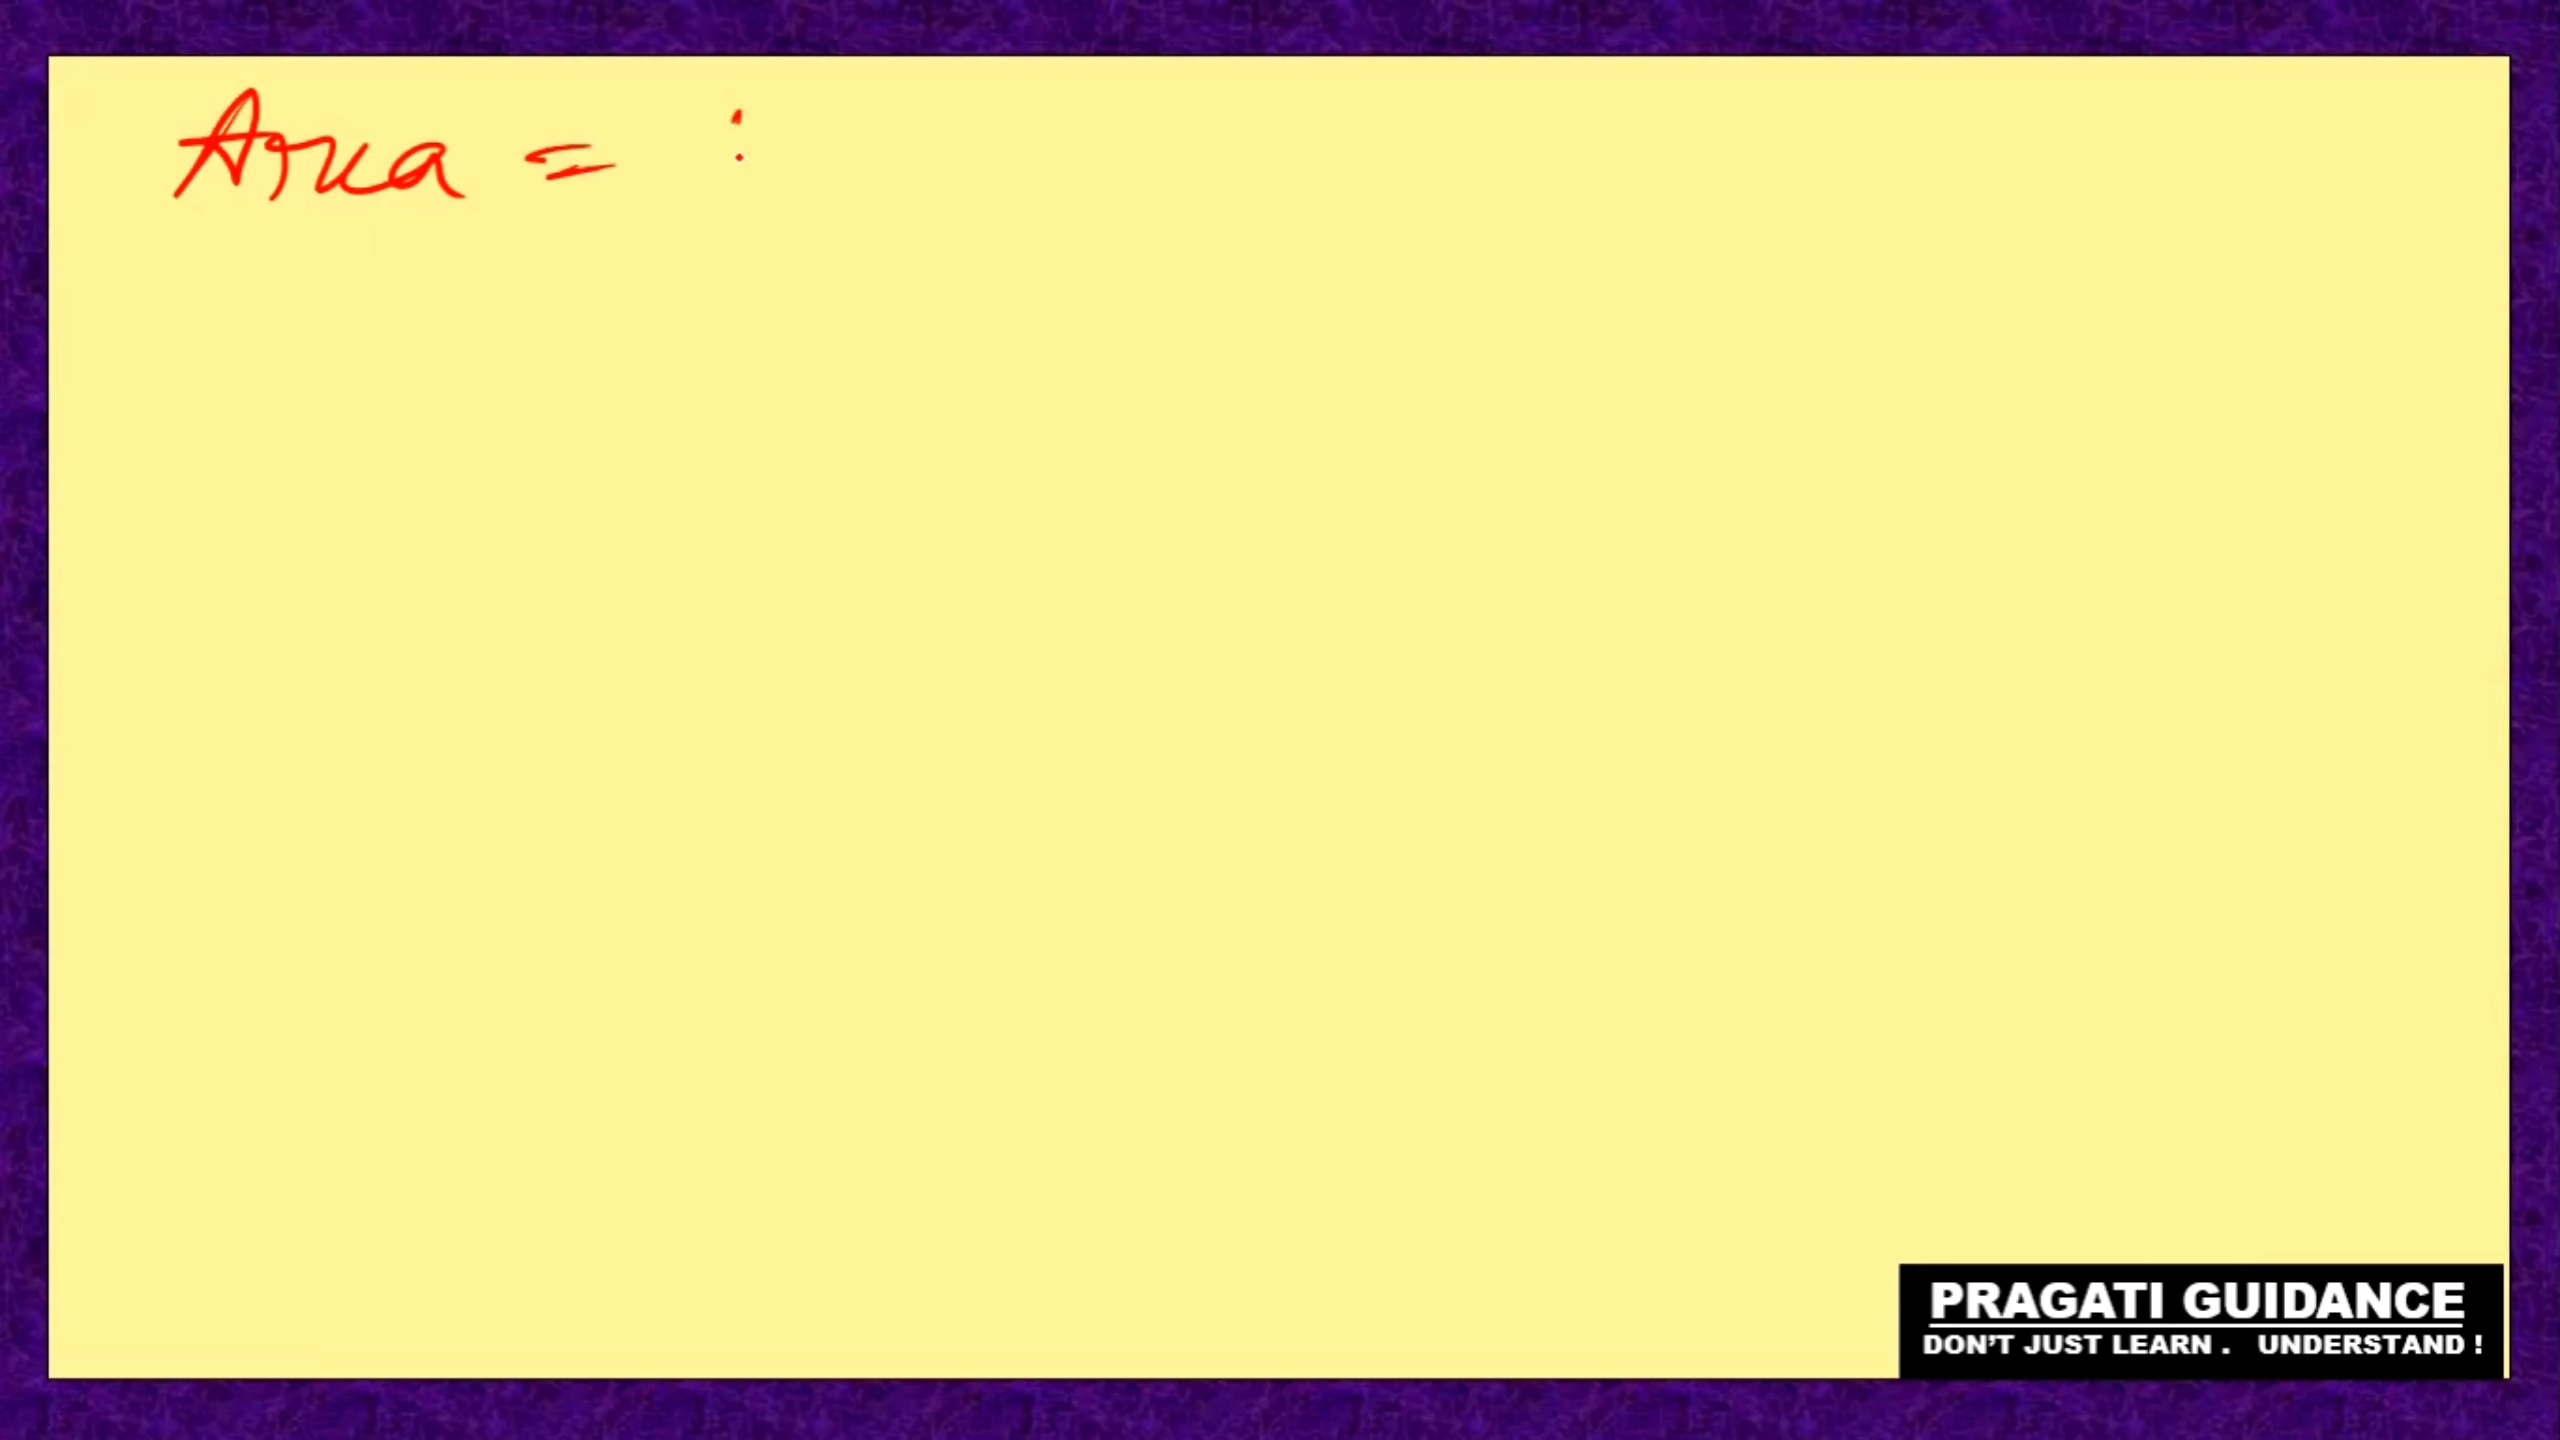 Area = :
PRAGATI GUIDANCE
DON'T JUST LEARN . UNDERSTAND !